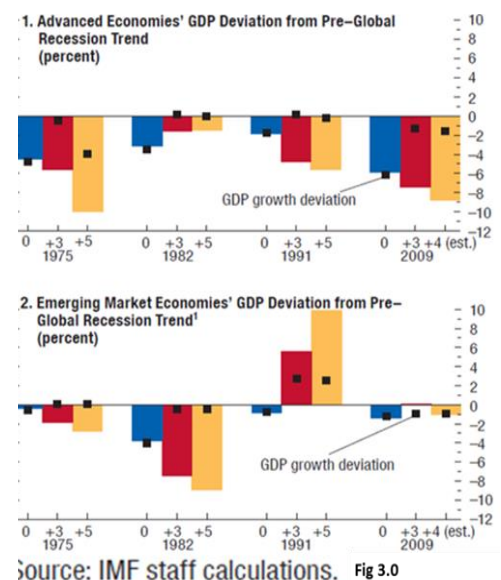 1. Advanced Economies' GDP Deviation from Pre–Global
Recession Trend
(percent)
10
8
6
4
2
0
−2
−4
−6
−8
−10
−12
GDP growth deviation
0 +3 +5 0 +3 +5 0 +3 +5 0 +3 +4 (est.)
1975 1982 1991 2009
2. Emerging Market Economies' GDP Deviation from Pre–
Global Recession Trend¹
(percent)
10
8
6
4
2
0
−2
−4
−6
−8
−10
−12
GDP growth deviation
0 +3 +5 0 +3 +5 0 +3 +5 0 +3 +4 (est.)
1975 1982 1991 2009
Source: IMF staff calculations. Fig 3.0